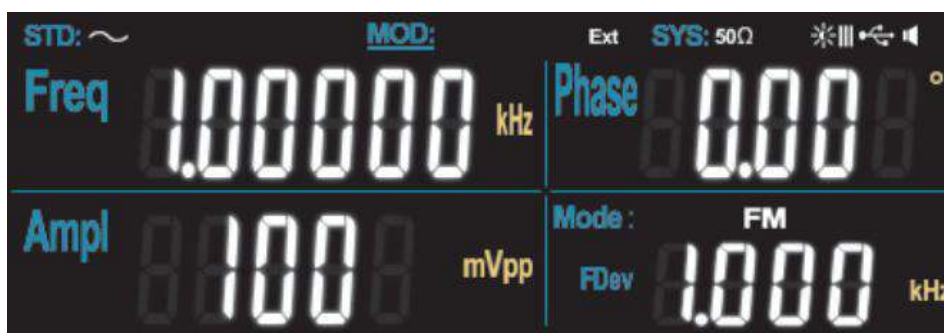 STD: MOD: Ext SYS: 50Ω
Freq 1.00000 kHz
Phase 0.00 °
Ampl 100 mVpp
Mode : FM
FDev 1.000 kHz